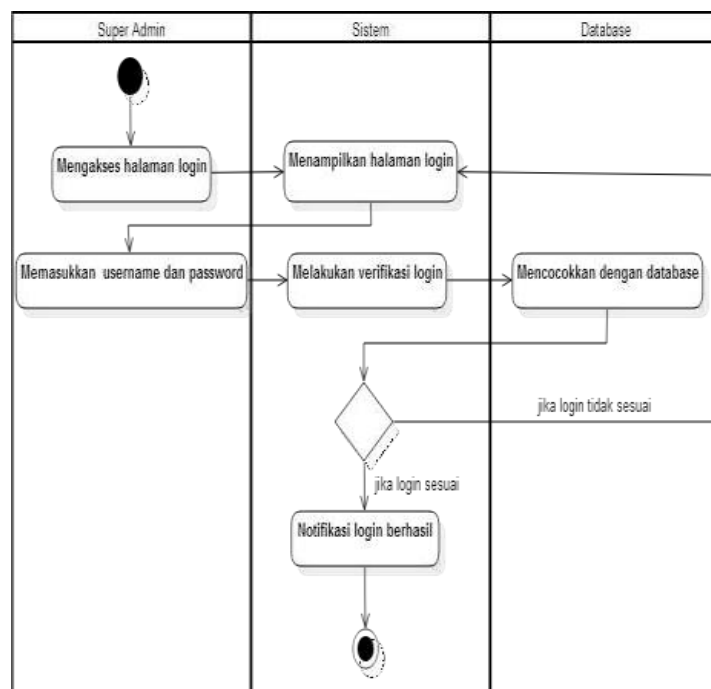 Super Admin
Sistem
Database
Mengakses halaman login
Menampilkan halaman login
Memasukkan username dan password
Melakukan verifikasi login
Mencocokkan dengan database
jika login tidak sesuai
jika login sesuai
Notifikasi login berhasil